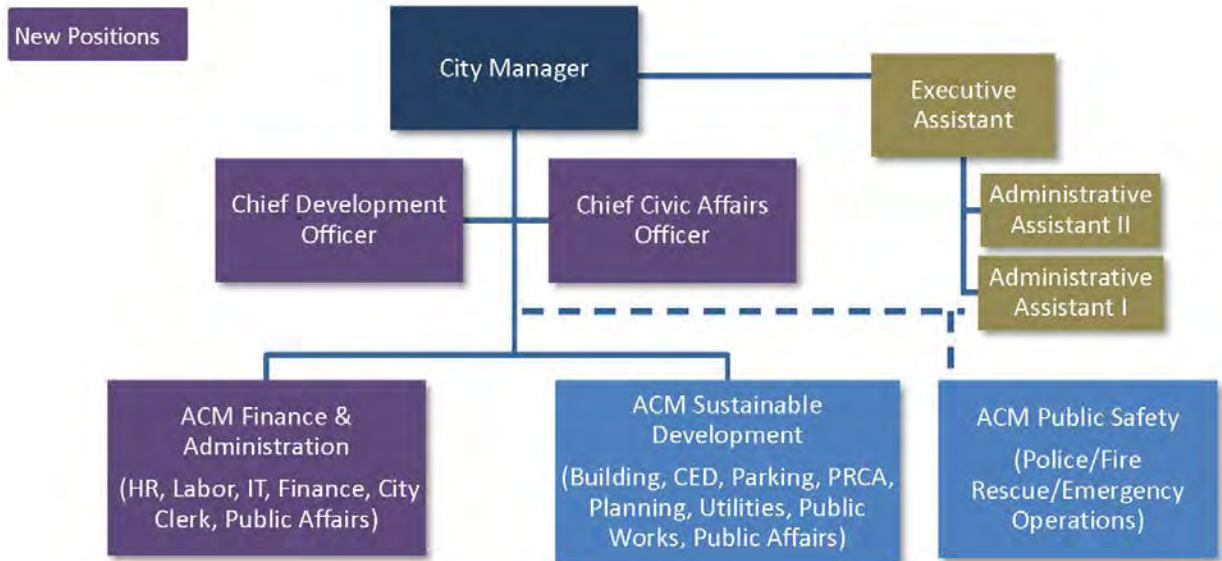 New Positions
City Manager
Executive
Assistant
Chief Development
Officer
Chief Civic Affairs
Officer
Administrative
Assistant II
Administrative
Assistant I
ACM Finance &
Administration
(HR, Labor, IT, Finance, City
Clerk, Public Affairs)
ACM Sustainable
Development
(Building, CED, Parking, PRCA,
Planning, Utilities, Public
Works, Public Affairs)
ACM Public Safety
(Police/Fire
Rescue/Emergency
Operations)